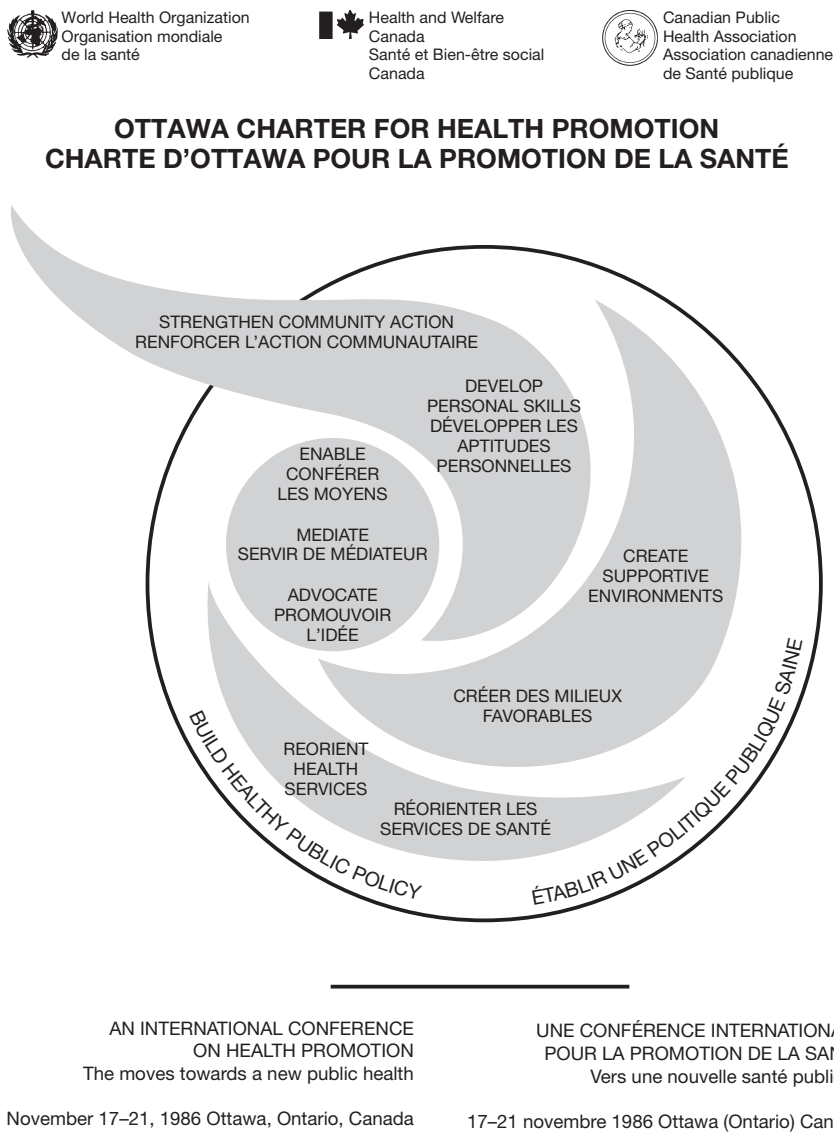 World Health Organization
Organisation mondiale
de la santé
Health and Welfare
Canada
Santé et Bien-être social
Canada
Canadian Public
Health Association
Association canadienne
de Santé publique
OTTAWA CHARTER FOR HEALTH PROMOTION
CHARTE D'OTTAWA POUR LA PROMOTION DE LA SANTÉ
STRENGTHEN COMMUNITY ACTION
RENFORCER L'ACTION COMMUNAUTAIRE
DEVELOP
PERSONAL SKILLS
DÉVELOPPER LES
APTITUDES
PERSONNELLES
ENABLE
CONFÉRER
LES MOYENS
MEDIATE
SERVIR DE MÉDIATEUR
ADVOCATE
PROMOUVOIR
L'IDÉE
CREATE
SUPPORTIVE
ENVIRONMENTS
CRÉER DES MILIEUX
FAVORABLES
REORIENT
HEALTH
SERVICES
RÉORIENTER LES
SERVICES DE SANTÉ
BUILD HEALTHY PUBLIC POLICY
ÉTABLIR UNE POLITIQUE PUBLIQUE SAINE
AN INTERNATIONAL CONFERENCE
ON HEALTH PROMOTION
The moves towards a new public health
November 17–21, 1986 Ottawa, Ontario, Canada
UNE CONFÉRENCE
POUR LA PROMOTION DE LA
Vers une nouvelle santé
17–21 novembre 1986 Ottawa (Ontario)